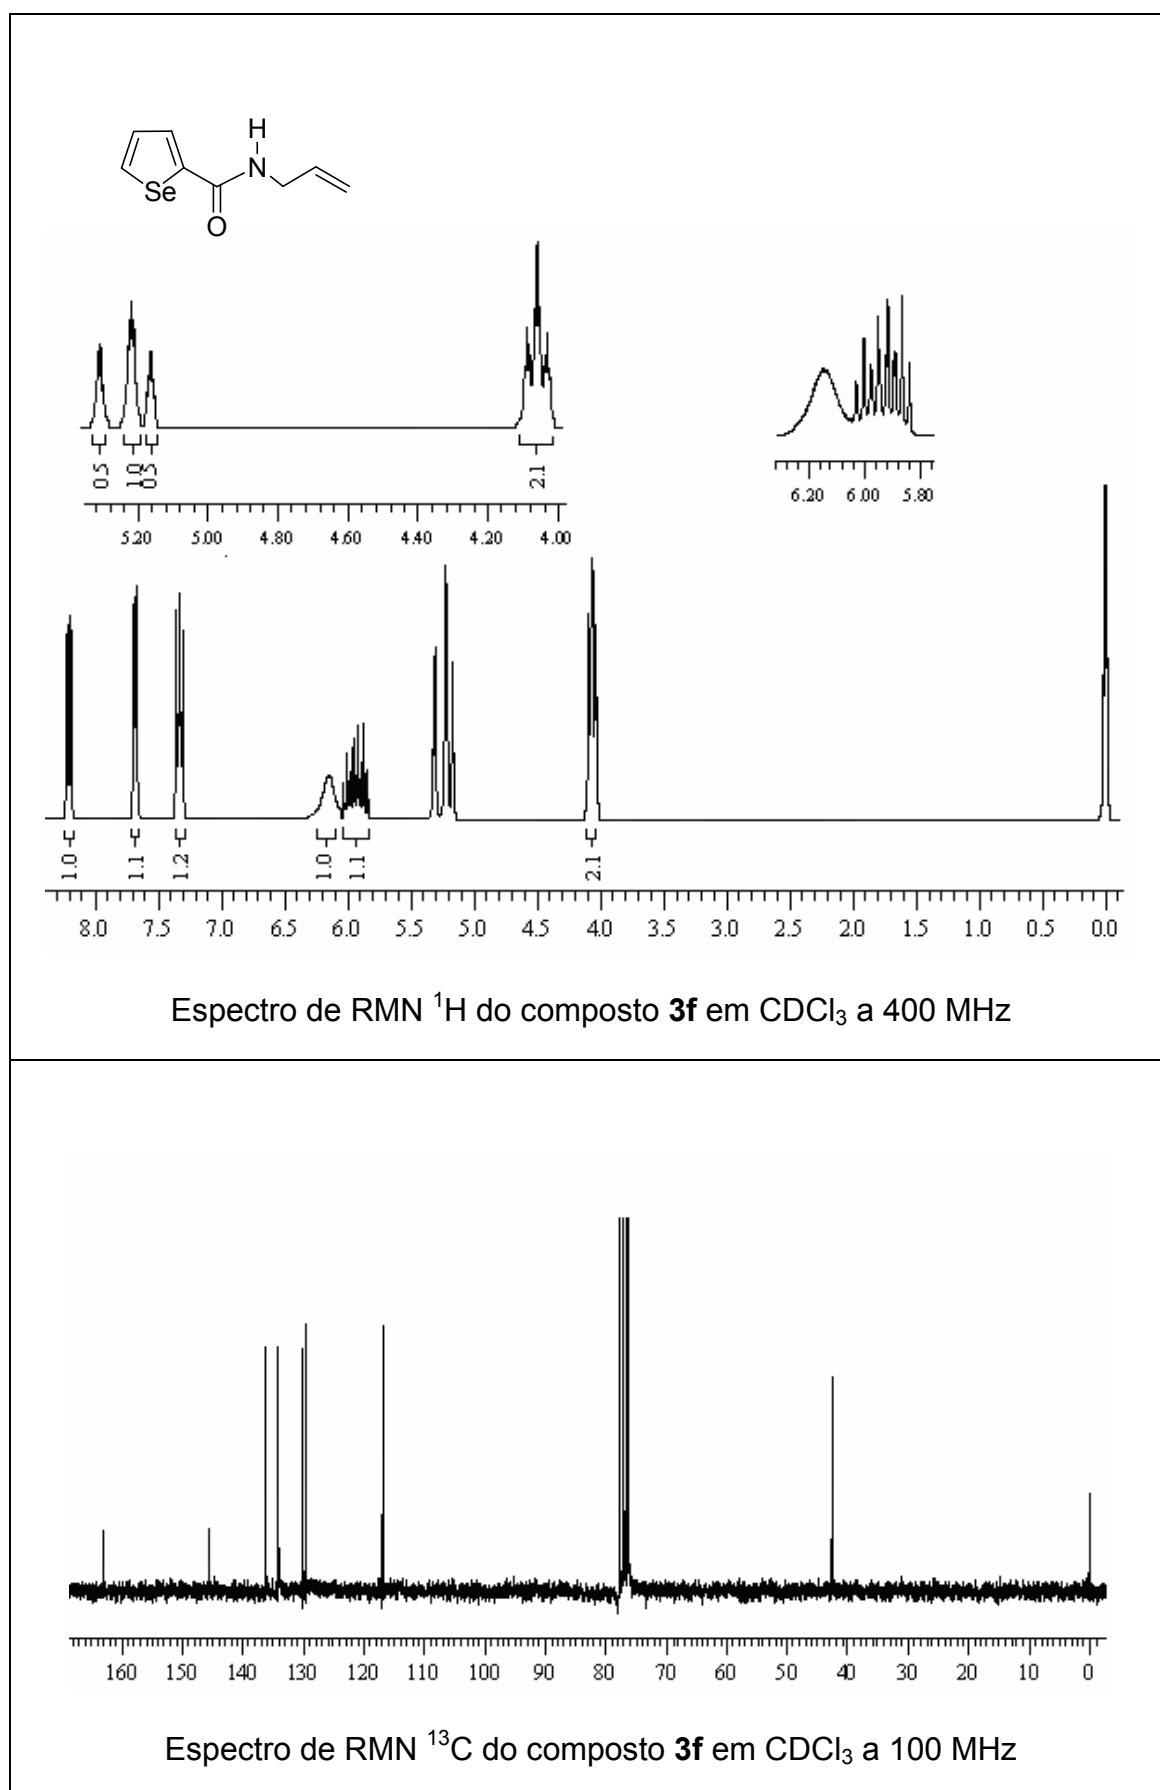 H
N
Se
O
0.5
1.0
0.5
2.1
5.20 5.00 4.80 4.60 4.40 4.20 4.00
6.20 6.00 5.80
1.0
1.1
1.2
1.0
1.1
2.1
8.0 7.5 7.0 6.5 6.0 5.5 5.0 4.5 4.0 3.5 3.0 2.5 2.0 1.5 1.0 0.5 0.0
Espectro de RMN ¹H do composto 3f em CDCl₃ a 400 MHz
160 150 140 130 120 110 100 90 80 70 60 50 40 30 20 10 0
Espectro de RMN ¹³C do composto 3f em CDCl₃ a 100 MHz